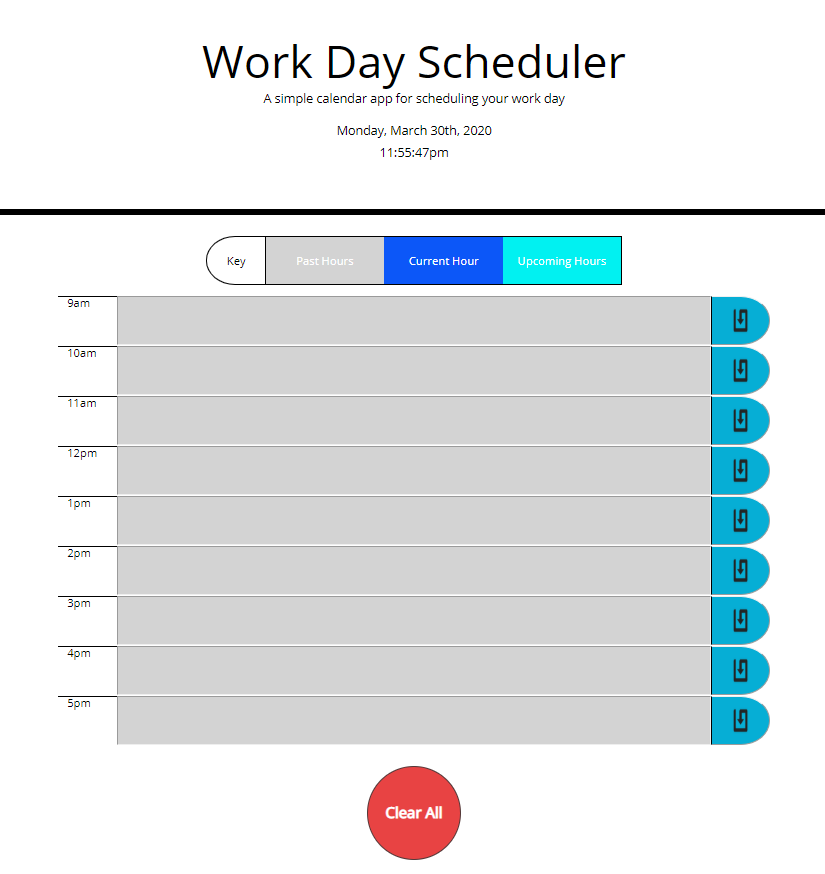 Work Day Scheduler
A simple calendar app for scheduling your work day
Monday, March 30th, 2020
11:55:47pm
Key Past Hours Current Hour Upcoming Hours
9am
10am
11am
12pm
1pm
2pm
3pm
4pm
5pm
Clear All